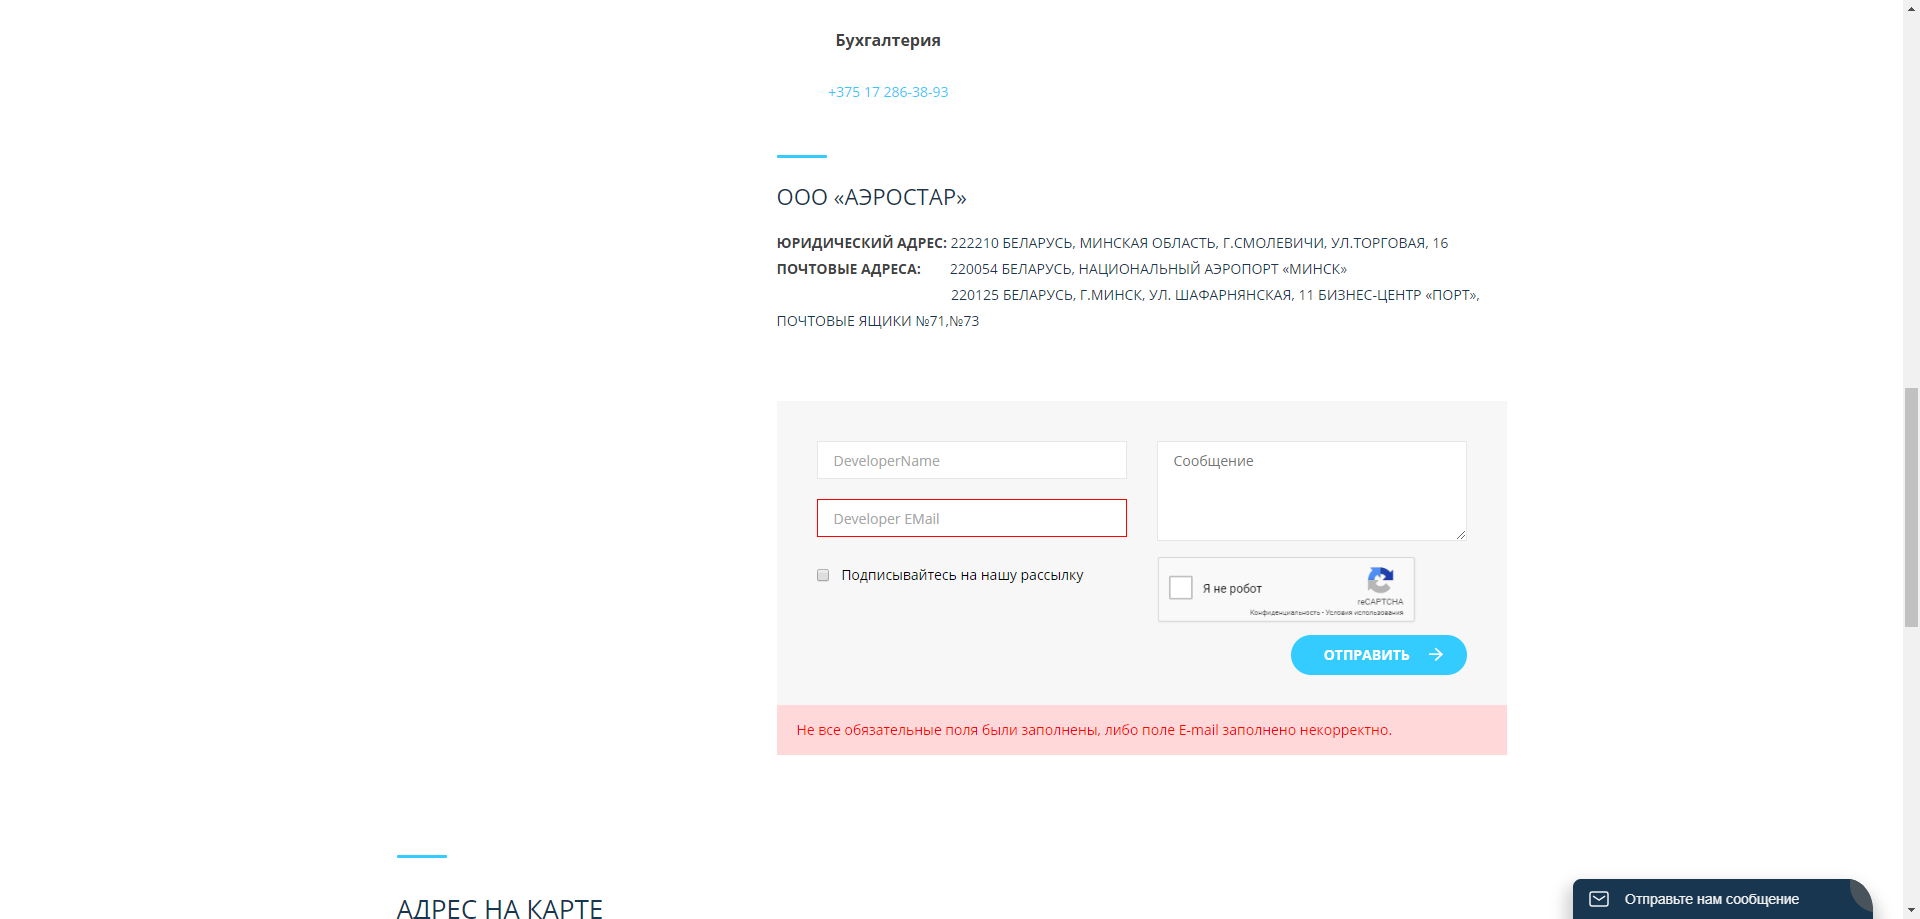 Бухгалтерия
+375 17 286-38-93
ООО «АЭРОСТАР»
ЮРИДИЧЕСКИЙ АДРЕС: 222210 БЕЛАРУСЬ, МИНСКАЯ ОБЛАСТЬ, Г.СМОЛЕВИЧИ, УЛ.ТОРГОВАЯ, 16
ПОЧТОВЫЕ АДРЕСА: 220054 БЕЛАРУСЬ, НАЦИОНАЛЬНЫЙ АЭРОПОРТ «МИНСК»
220125 БЕЛАРУСЬ, Г.МИНСК, УЛ. ШАФАРНЯНСКАЯ, 11 БИЗНЕС-ЦЕНТР «ПОРТ»,
ПОЧТОВЫЕ ЯЩИКИ №71,№73
DeveloperName
Developer EMail
Подписывайтесь на нашу рассылку
Сообщение
Я не робот
reCAPTCHA
Конфиденциальность - Условия использования
ОТПРАВИТЬ
Не все обязательные поля были заполнены, либо поле E-mail заполнено некорректно.
АДРЕС НА КАРТЕ
Отправьте нам сообщение